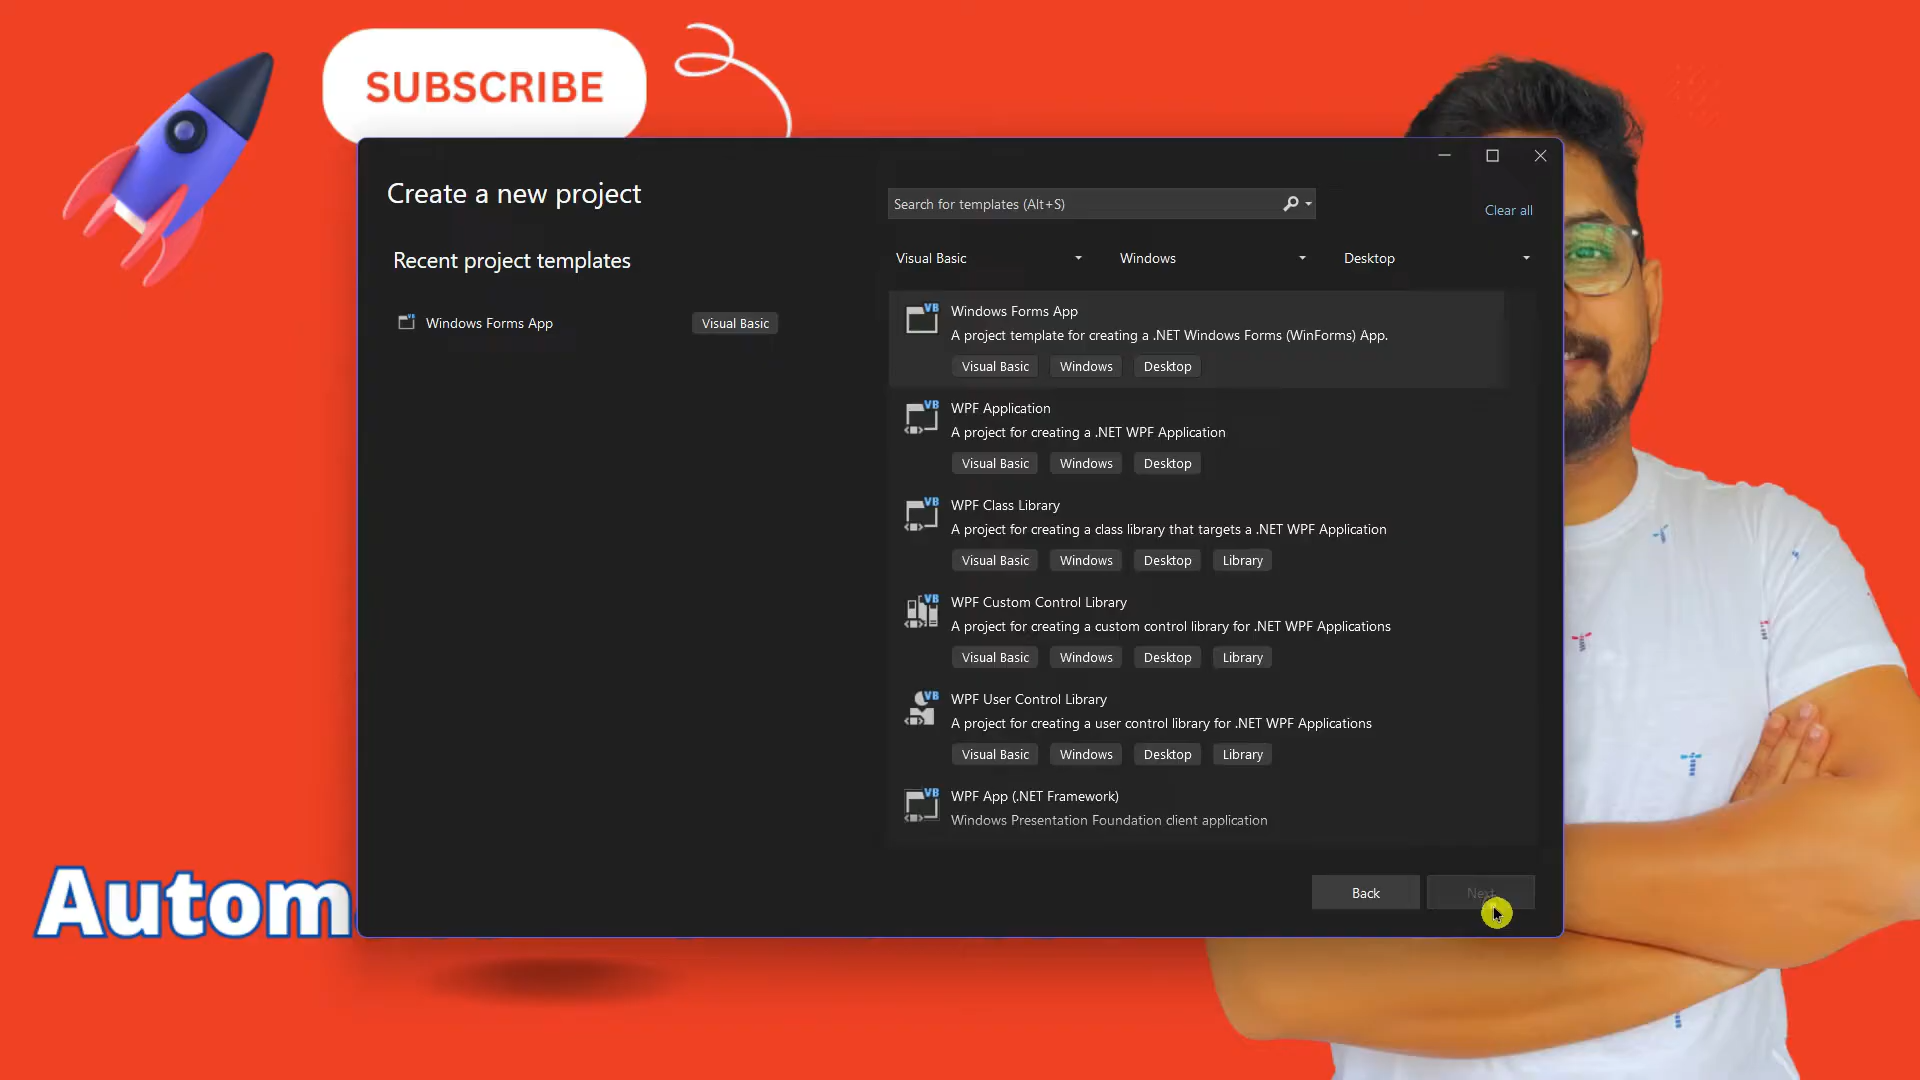 SUBSCRIBE
Create a new project
Search for templates (Alt+S)
Clear all
Recent project templates
Visual Basic
Windows
Desktop
Windows Forms App
Visual Basic
VB
Windows Forms App
A project template for creating a .NET Windows Forms (WinForms) App.
Visual Basic Windows Desktop
VB
WPF Application
A project for creating a .NET WPF Application
Visual Basic Windows Desktop
VB
WPF Class Library
A project for creating a class library that targets a .NET WPF Application
Visual Basic Windows Desktop Library
VB
WPF Custom Control Library
A project for creating a custom control library for .NET WPF Applications
Visual Basic Windows Desktop Library
VB
WPF User Control Library
A project for creating a user control library for .NET WPF Applications
Visual Basic Windows Desktop Library
VB
WPF App (.NET Framework)
Windows Presentation Foundation client application
Back
Next
Autom